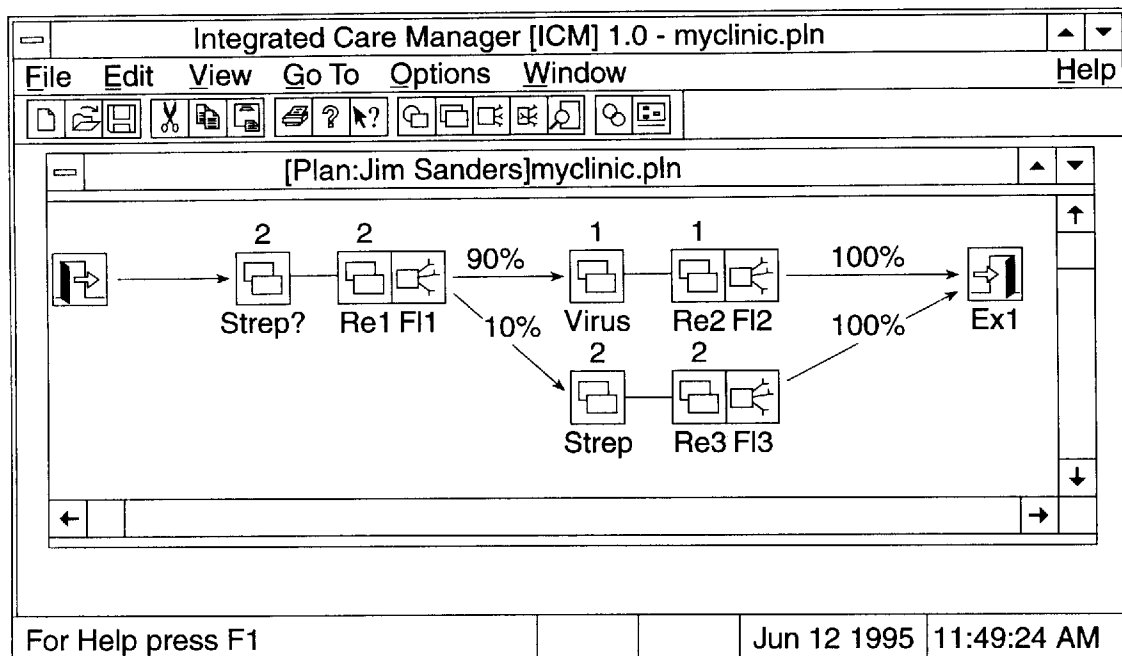 Integrated Care Manager [ICM] 1.0 - myclinic.pln
File Edit View Go To Options Window Help
? ?
[Plan:Jim Sanders]myclinic.pln
2 2 1 1
90% 100%
Strep? Re1 Fl1 Virus Re2 Fl2 Ex1
10% 100%
2 2
Strep Re3 Fl3
For Help press F1 Jun 12 1995 11:49:24 AM